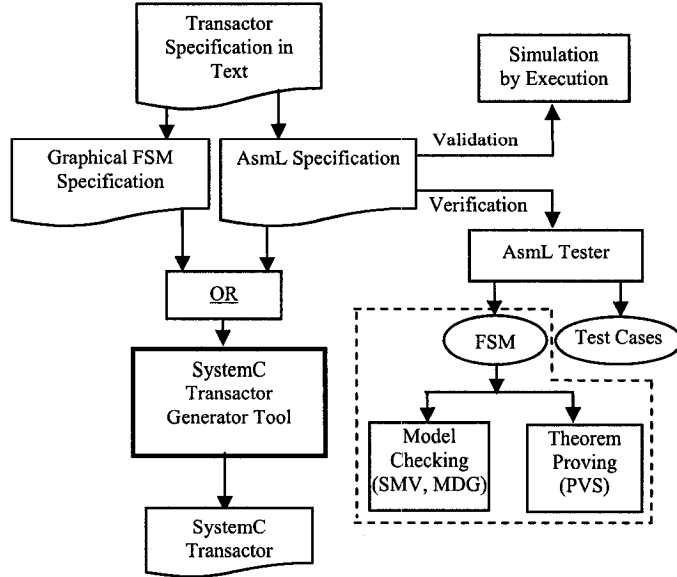 Transactor
Specification in
Text
Simulation
by Execution
Graphical FSM
Specification
AsmL Specification
Validation
Verification
AsmL Tester
OR
FSM
Test Cases
SystemC
Transactor
Generator Tool
Model
Checking
(SMV, MDG)
Theorem
Proving
(PVS)
SystemC
Transactor